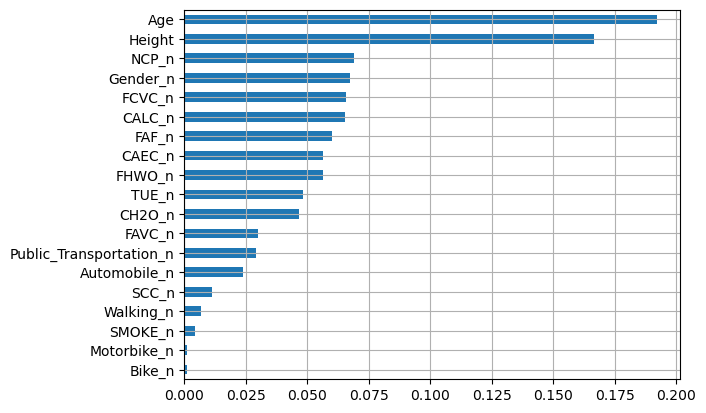 Age
Height
NCP_n
Gender_n
FCVC_n
CALC_n
FAF_n
CAEC_n
FHWO_n
TUE_n
CH2O_n
FAVC_n
Public_Transportation_n
Automobile_n
SCC_n
Walking_n
SMOKE_n
Motorbike_n
Bike_n
0.000 0.025 0.050 0.075 0.100 0.125 0.150 0.175 0.200